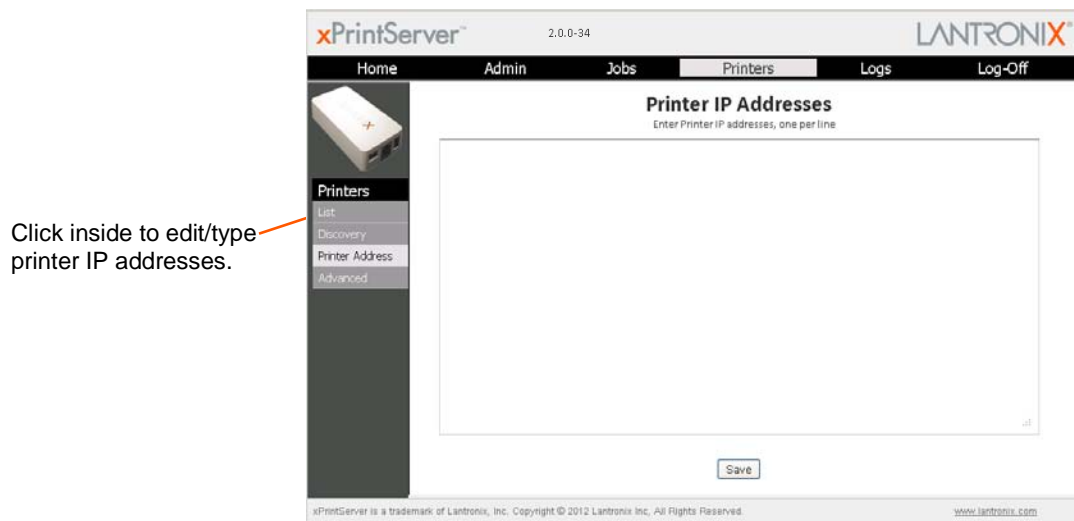 xPrintServer™ 2.0.0-34 LANTRONIX®
Home Admin Jobs Printers Logs Log-Off
Printer IP Addresses
Enter Printer IP addresses, one per line
Printers
List
Discovery
Printer Address
Advanced
Click inside to edit/type
printer IP addresses.
Save
xPrintServer is a trademark of Lantronix, Inc. Copyright © 2012 Lantronix Inc, All Rights Reserved. www.lantronix.com